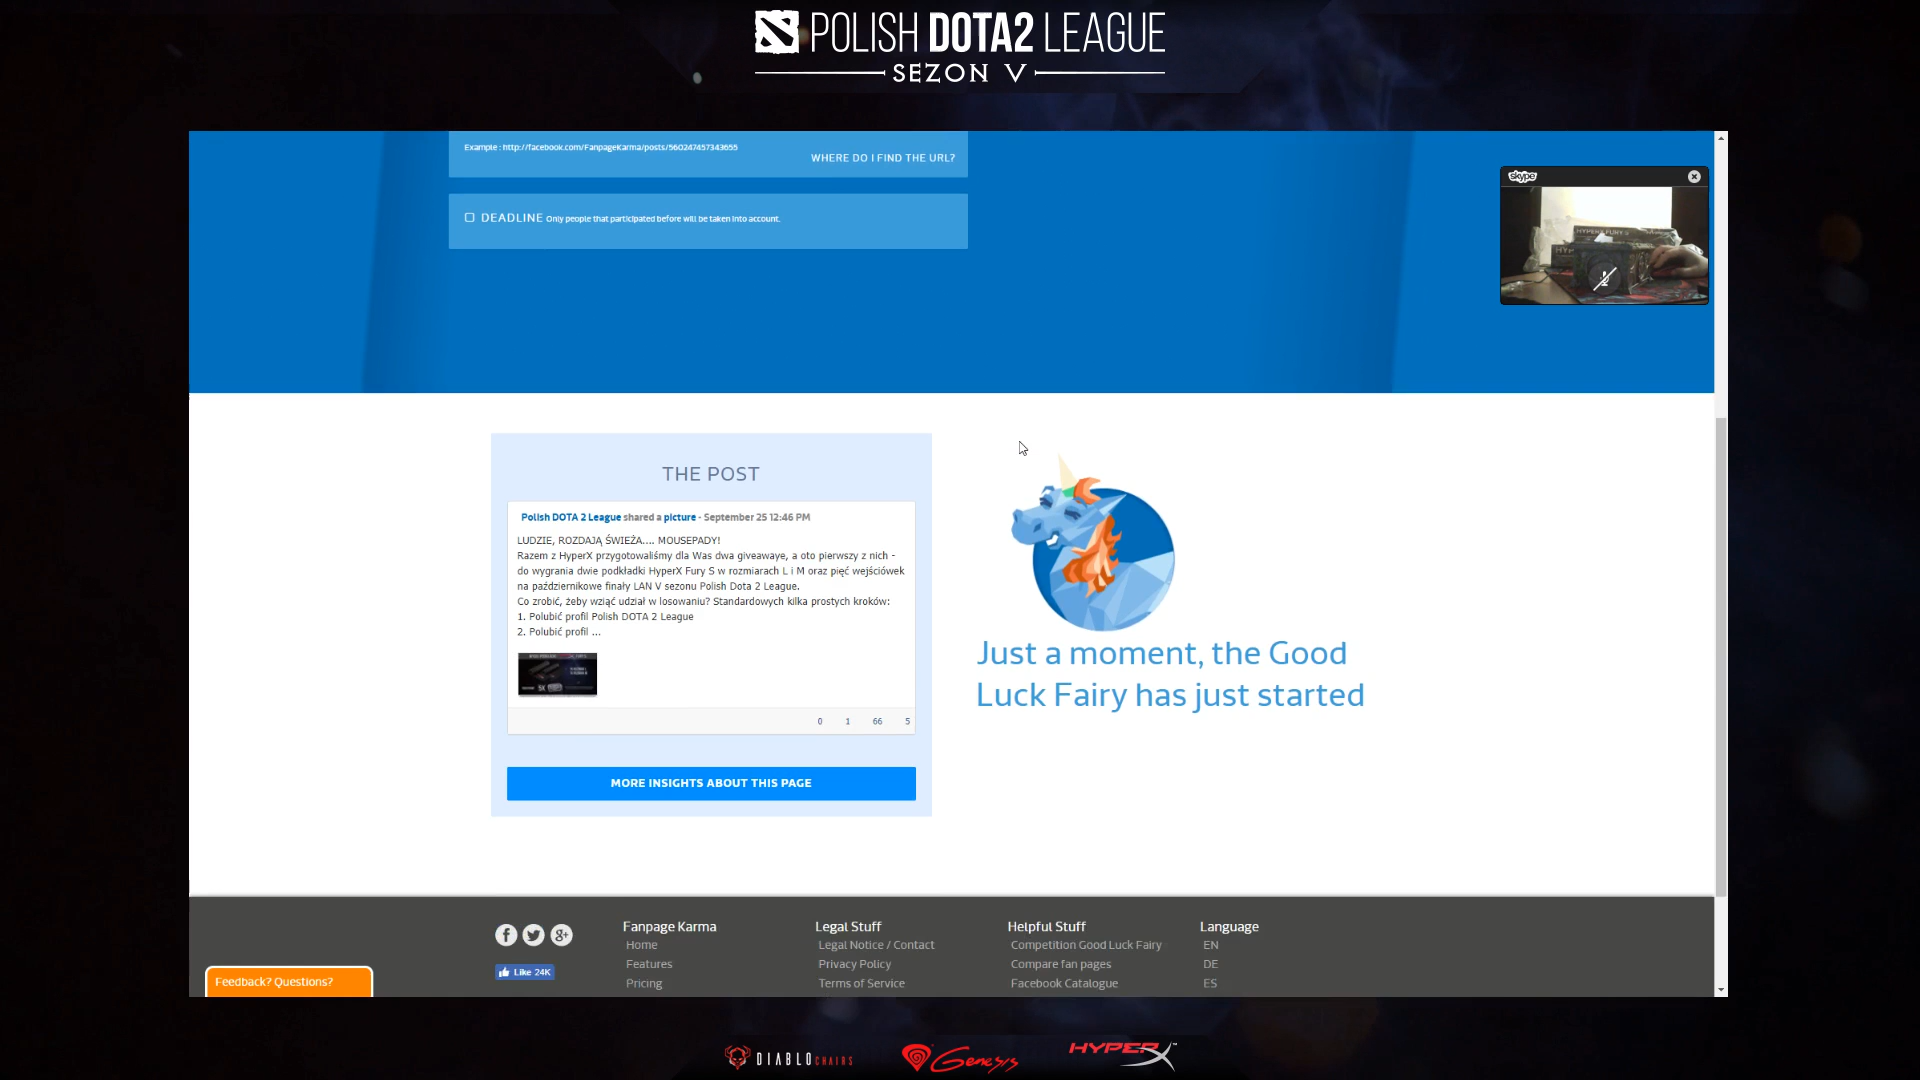 POLISH DOTA2 LEAGUE
SEZON V
Example : http://facebook.com/FanpageKarma/posts/560247457343655
WHERE DO I FIND THE URL?
DEADLINE Only people that participated before will be taken into account.
skype
HYPERX FURY S
THE POST
Polish DOTA 2 League shared a picture - September 25 12:46 PM
LUDZIE, ROZDAJĄ ŚWIEŻA.... MOUSEPADY!
Razem z HyperX przygotowaliśmy dla Was dwa giveawaye, a oto pierwszy z nich -
do wygrania dwie podkładki HyperX Fury S w rozmiarach L i M oraz pięć wejściówek
na październikowe finały LAN V sezonu Polish Dota 2 League.
Co zrobić, żeby wziąć udział w losowaniu? Standardowych kilka prostych kroków:
1. Polubić profil Polish DOTA 2 League
2. Polubić profil ...
0 1 66 5
MORE INSIGHTS ABOUT THIS PAGE
Just a moment, the Good
Luck Fairy has just started
Fanpage Karma
Home
Features
Pricing
Legal Stuff
Legal Notice / Contact
Privacy Policy
Terms of Service
Helpful Stuff
Competition Good Luck Fairy
Compare fan pages
Facebook Catalogue
Language
EN
DE
ES
Like 24K
Feedback? Questions?
DIABLO CHAIRS
Genesis
HYPERX